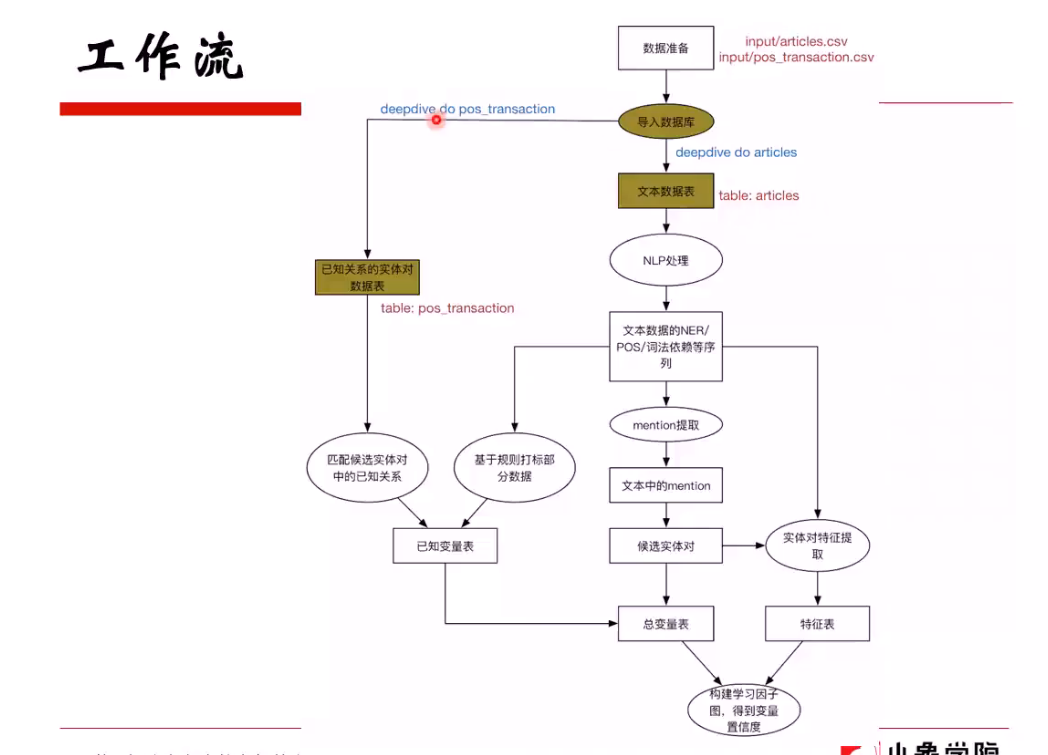 工作流
数据准备
input/articles.csv
input/pos_transaction.csv
deepdive do pos_transaction
导入数据库
deepdive do articles
文本数据表
table: articles
NLP处理
已知关系的实体对
数据表
table: pos_transaction
文本数据的NER/
POS/词法依赖等序
列
mention提取
匹配候选实体对
中的已知关系
基于规则打标部
分数据
文本中的mention
已知变量表
候选实体对
实体对特征提
取
总变量表
特征表
构建学习因子
图，得到变量
置信度
小象学院